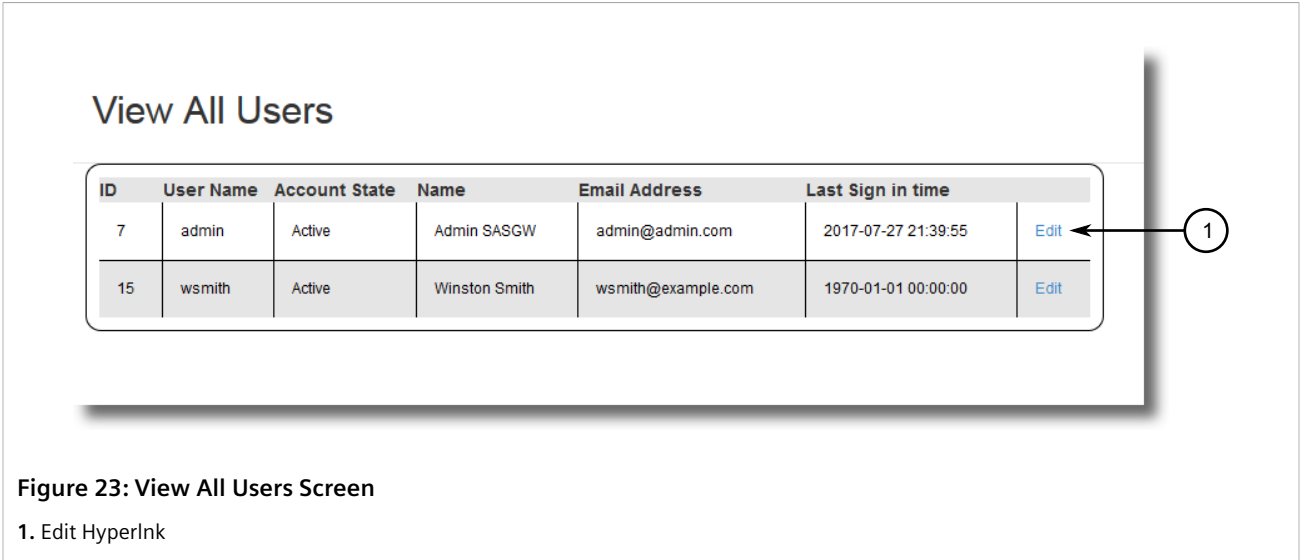 View All Users
ID User Name Account State Name Email Address Last Sign in time
7 admin Active Admin SASGW admin@admin.com 2017-07-27 21:39:55 Edit 1
15 wsmith Active Winston Smith wsmith@example.com 1970-01-01 00:00:00 Edit
Figure 23: View All Users Screen
1. Edit Hyperlnk